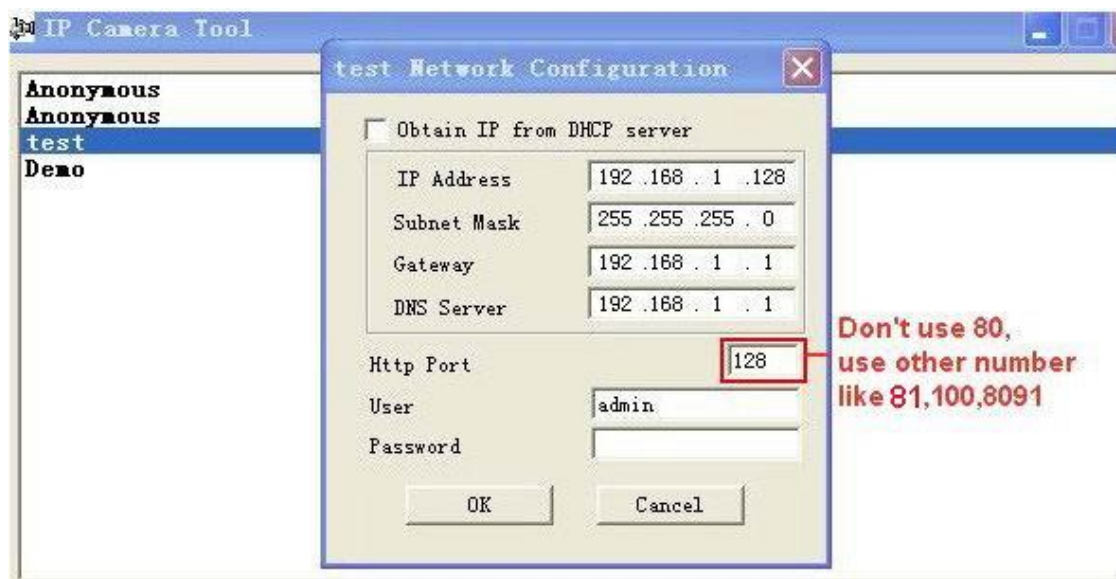 IP Camera Tool
test Network Configuration
Anonymous
Anonymous
test
Demo
Obtain IP from DHCP server
IP Address 192 .168 . 1 .128
Subnet Mask 255 .255 .255 . 0
Gateway 192 .168 . 1 . 1
DNS Server 192 .168 . 1 . 1
Http Port 128
User admin
Password
OK Cancel
Don't use 80,
use other number
like 81,100,8091